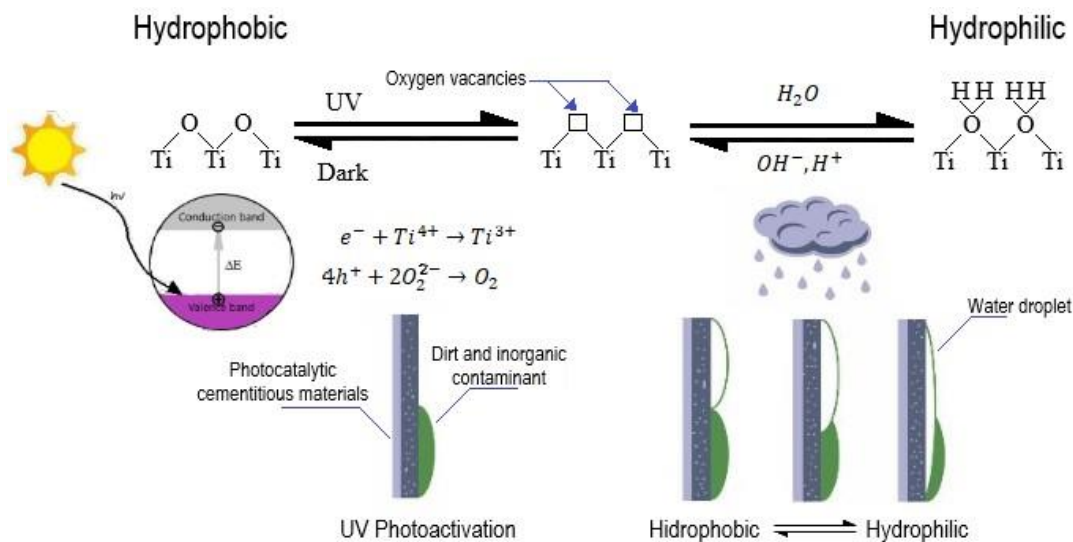 Hydrophobic
Hydrophilic
Oxygen vacancies
UV
Dark
H₂O
OH⁻, H⁺
O O
Ti Ti Ti
Ti Ti Ti
H H H H
O O
Ti Ti Ti
hv
Conduction band
ΔE
Valence band
e⁻ + Ti⁴⁺ → Ti³⁺
4h⁺ + 2O₂²⁻ → O₂
Water droplet
Photocatalytic
cementitious materials
Dirt and inorganic
contaminant
UV Photoactivation
Hidrophobic
Hydrophilic